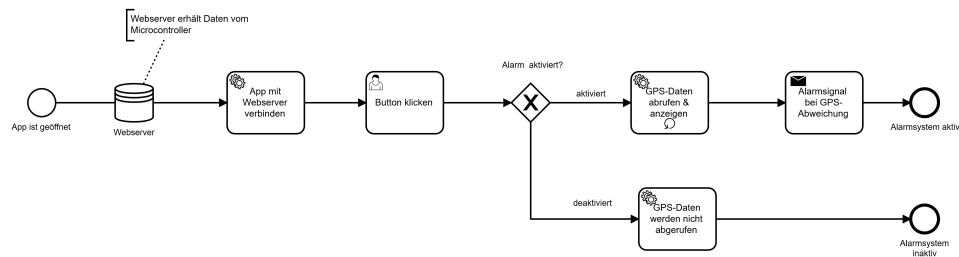 Webserver erhält Daten vom
Microcontroller
App ist geöffnet
Webserver
App mit
Webserver
verbinden
Button klicken
Alarm aktiviert?
X
aktiviert
GPS-Daten
abrufen &
anzeigen
Alarmsignal
bei GPS-
Abweichung
Alarmsystem aktiv
deaktiviert
GPS-Daten
werden nicht
abgerufen
Alarmsystem
inaktiv